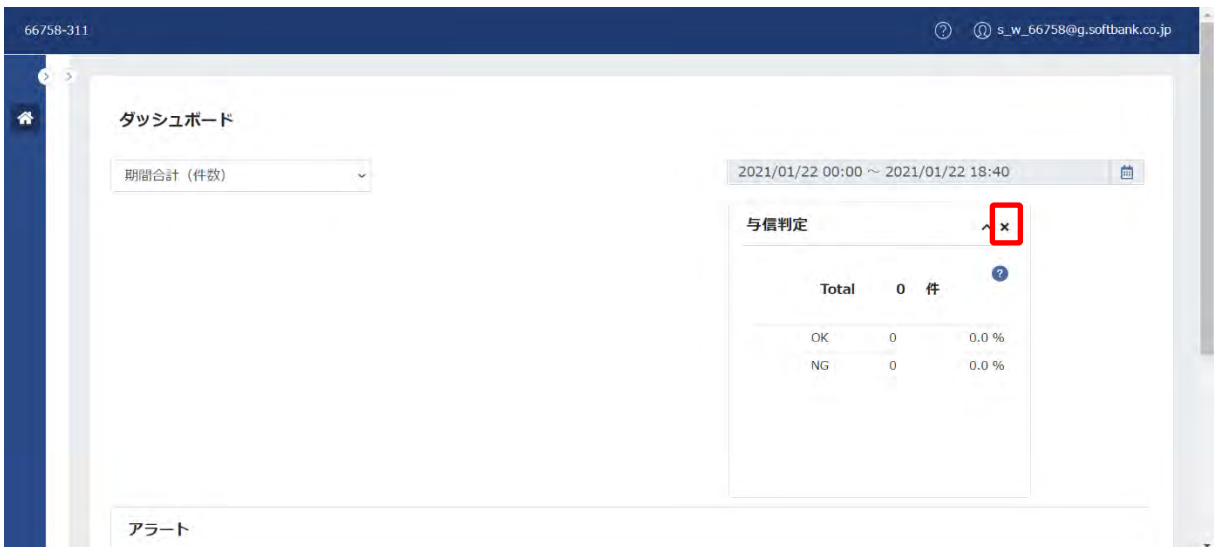 66758-311
s_w_66758@g.softbank.co.jp
ダッシュボード
期間合計（件数）
2021/01/22 00:00 ～ 2021/01/22 18:40
与信判定
Total 0 件
OK 0 0.0 %
NG 0 0.0 %
アラート